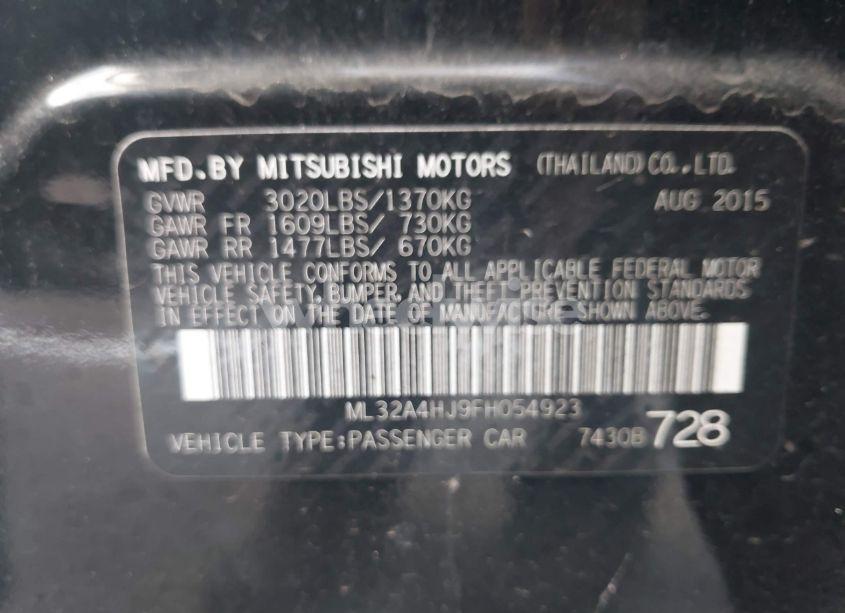 MFD. BY MITSUBISHI MOTORS (THAILAND) CO., LTD.
GVWR 3020LBS/1370KG AUG 2015
GAWR FR 1609LBS/ 730KG
GAWR RR 1477LBS/ 670KG
THIS VEHICLE CONFORMS TO ALL APPLICABLE FEDERAL MOTOR
VEHICLE SAFETY, BUMPER, AND THEFT PREVENTION STANDARDS
IN EFFECT ON THE DATE OF MANUFACTURE SHOWN ABOVE.
ML32A4HJ9FH054923
VEHICLE TYPE:PASSENGER CAR 7430B 728